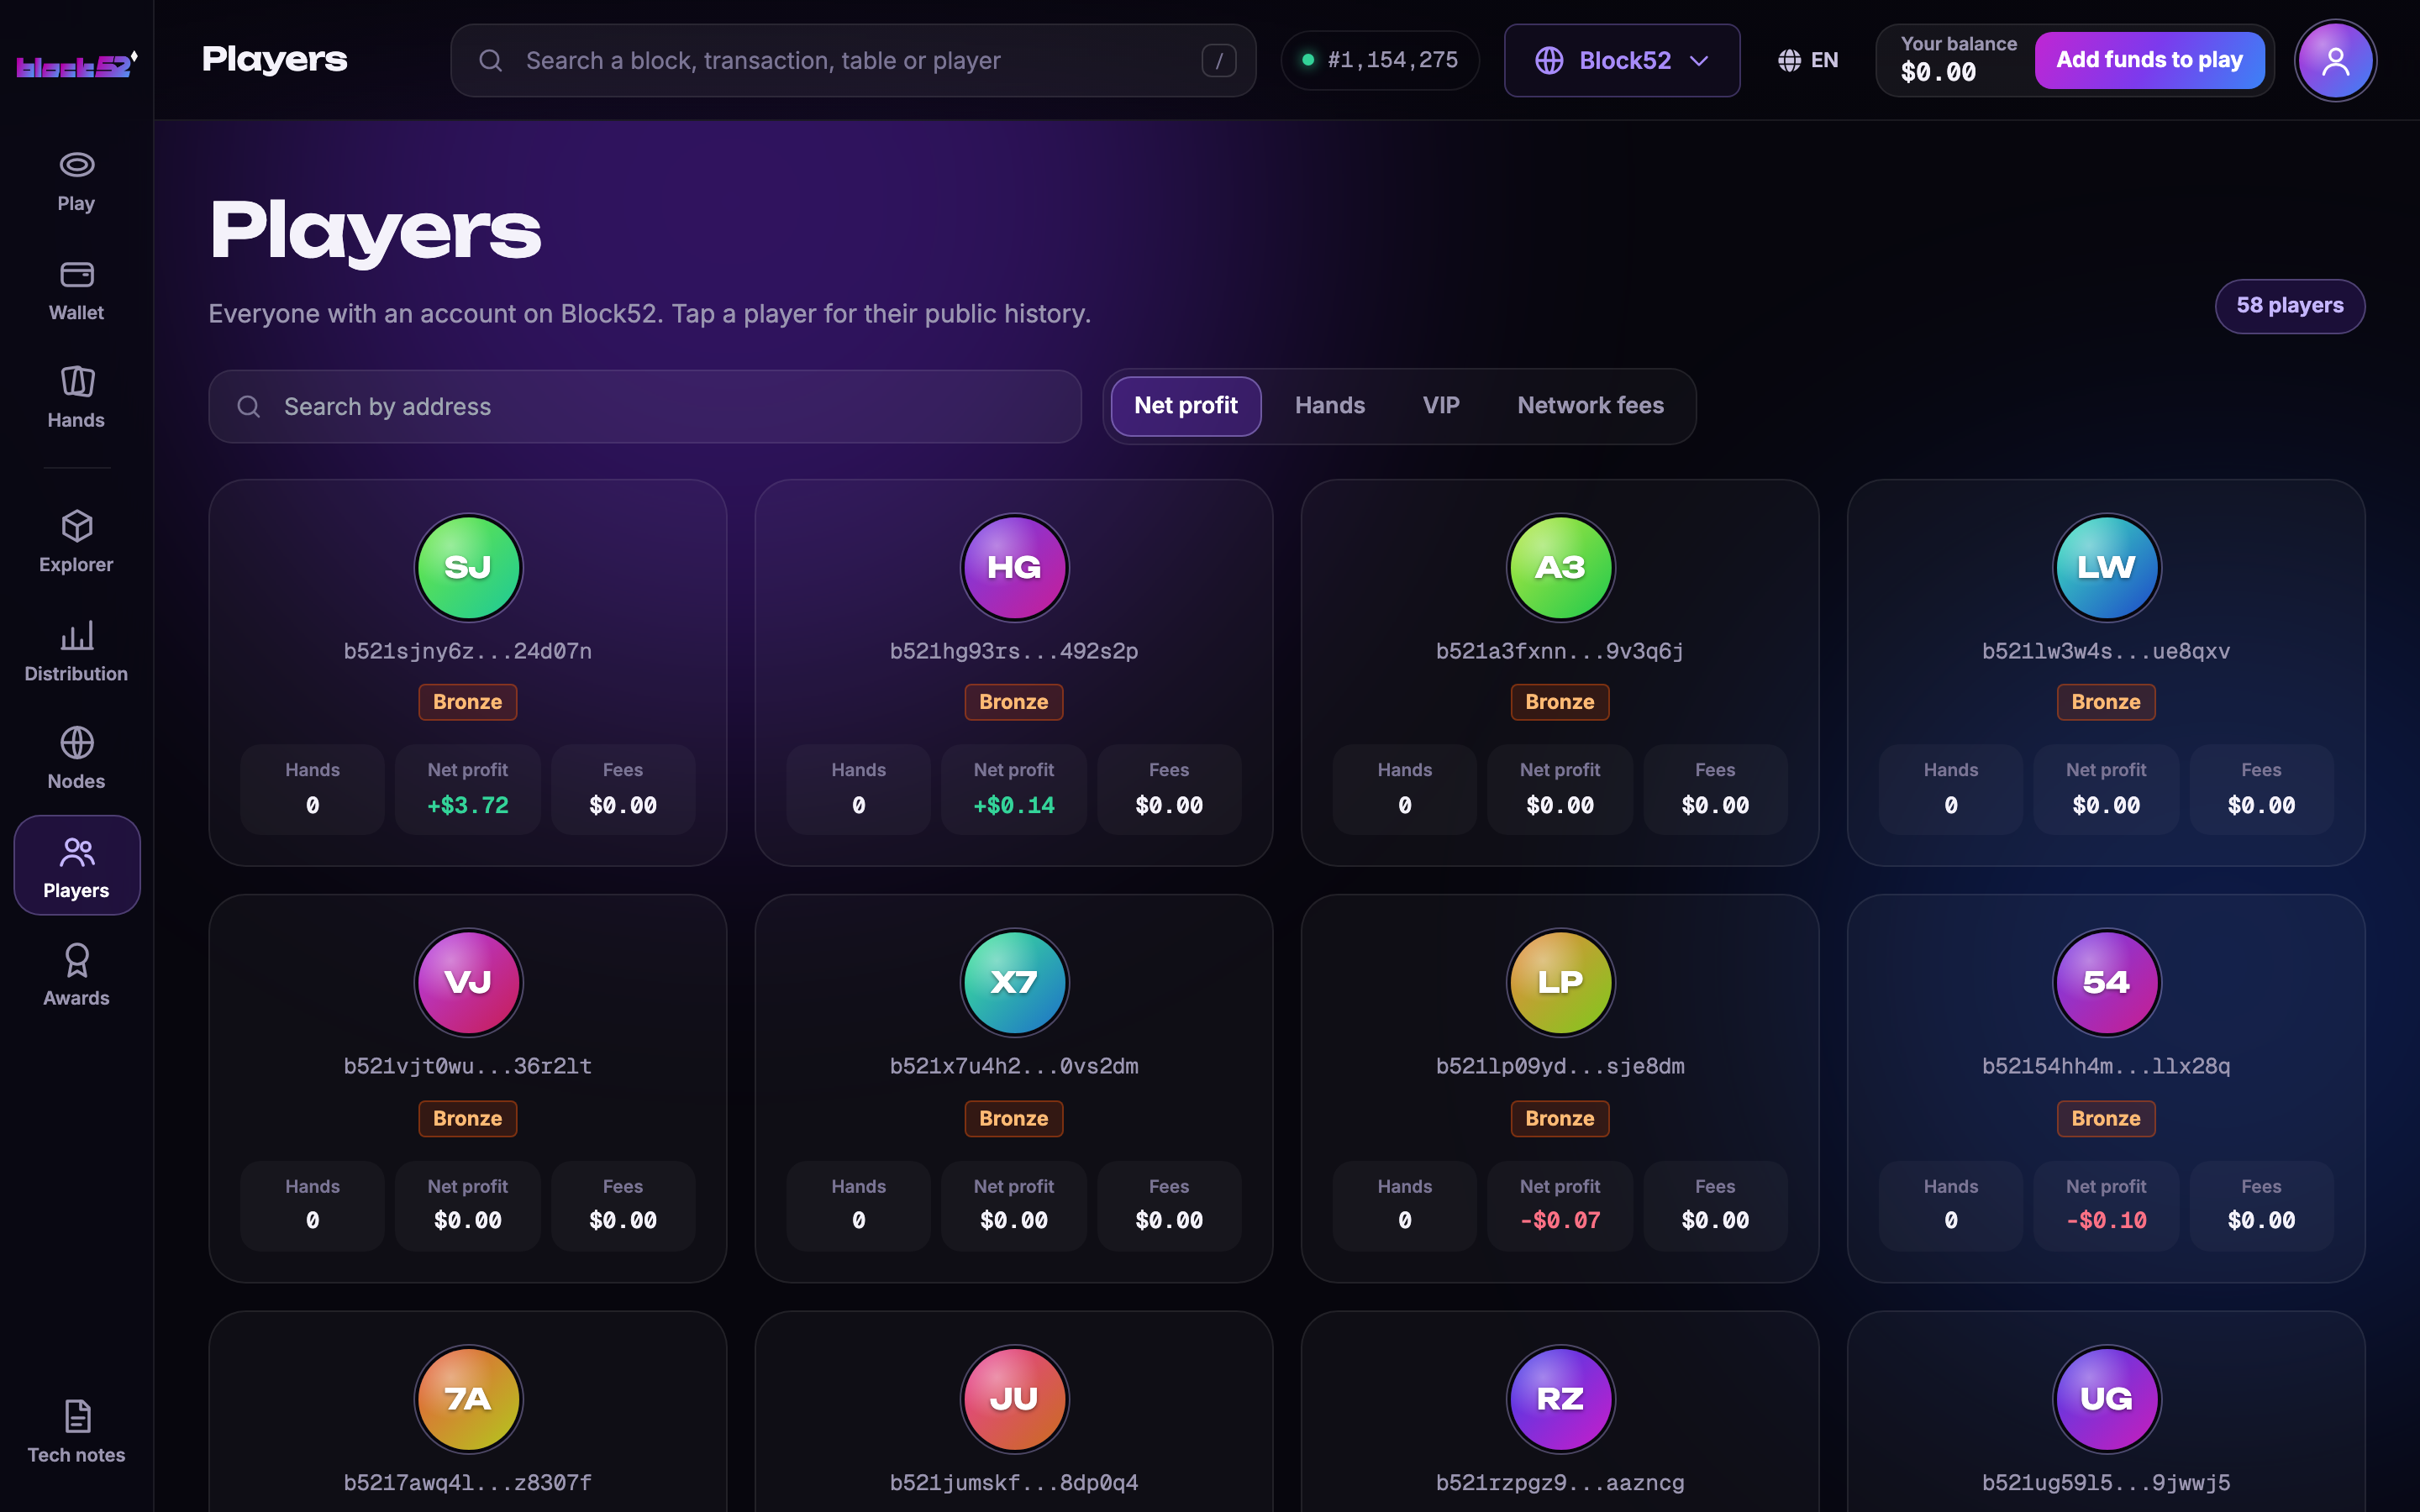 block52
Players
Search a block, transaction, table or player
/
#1,154,275
Block52
EN
Your balance
$0.00
Add funds to play
Play
Wallet
Hands
Explorer
Distribution
Nodes
Players
Awards
Tech notes
Players
Everyone with an account on Block52. Tap a player for their public history.
58 players
Search by address
Net profit
Hands
VIP
Network fees
SJ
b521sjny6z...24d07n
Bronze
Hands
0
Net profit
+$3.72
Fees
$0.00
HG
b521hg93rs...492s2p
Bronze
Hands
0
Net profit
+$0.14
Fees
$0.00
A3
b521a3fxnn...9v3q6j
Bronze
Hands
0
Net profit
$0.00
Fees
$0.00
LW
b521lw3w4s...ue8qxv
Bronze
Hands
0
Net profit
$0.00
Fees
$0.00
VJ
b521vjt0wu...36r2lt
Bronze
Hands
0
Net profit
$0.00
Fees
$0.00
X7
b521x7u4h2...0vs2dm
Bronze
Hands
0
Net profit
$0.00
Fees
$0.00
LP
b521lp09yd...sje8dm
Bronze
Hands
0
Net profit
-$0.07
Fees
$0.00
54
b52154hh4m...llx28q
Bronze
Hands
0
Net profit
-$0.10
Fees
$0.00
7A
b5217awq4l...z8307f
JU
b521jumskf...8dp0q4
RZ
b521rzpgz9...aazncg
UG
b521ug59l5...9jwwj5